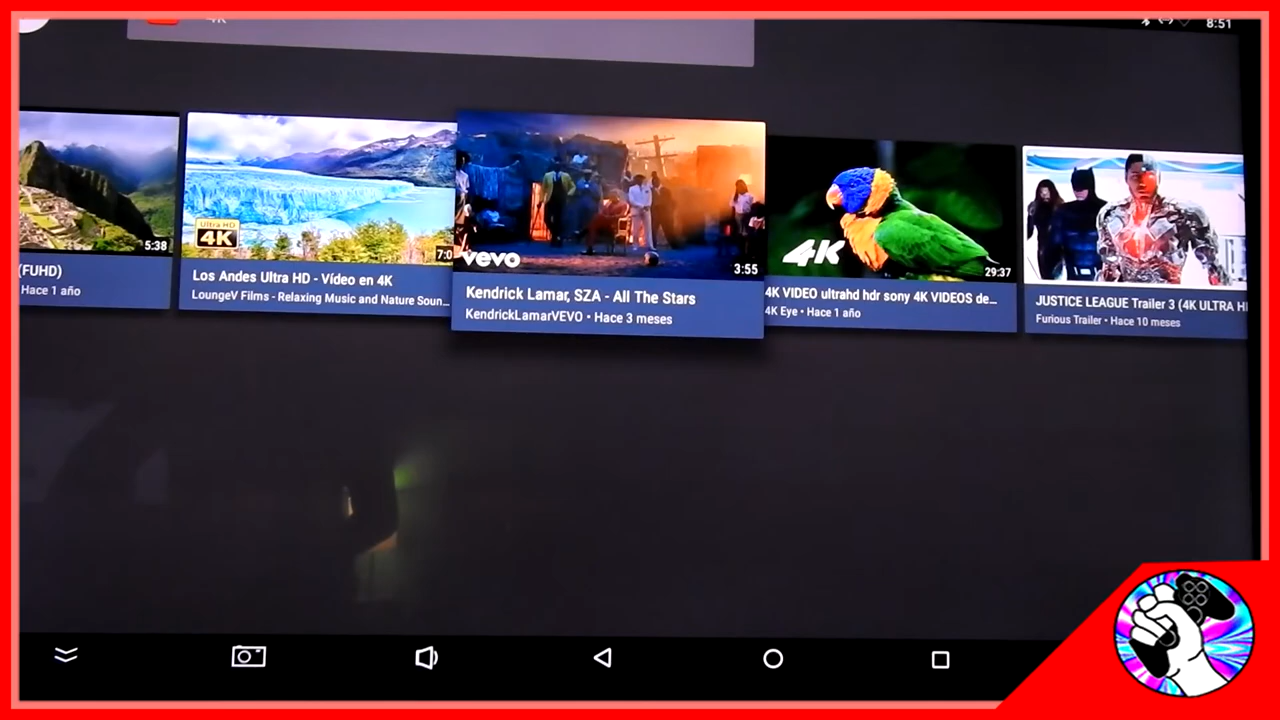 4K
8:51
5:38
(FUHD)
Hace 1 año
Ultra HD
4K
7:0
Los Andes Ultra HD - Vídeo en 4K
LoungeV Films - Relaxing Music and Nature Soun...
vevo
3:55
Kendrick Lamar, SZA - All The Stars
KendrickLamarVEVO • Hace 3 meses
4K
29:37
4K VIDEO ultrahd hdr sony 4K VIDEOS de...
4K Eye • Hace 1 año
JUSTICE LEAGUE Trailer 3 (4K ULTRA H
Furious Trailer • Hace 10 meses